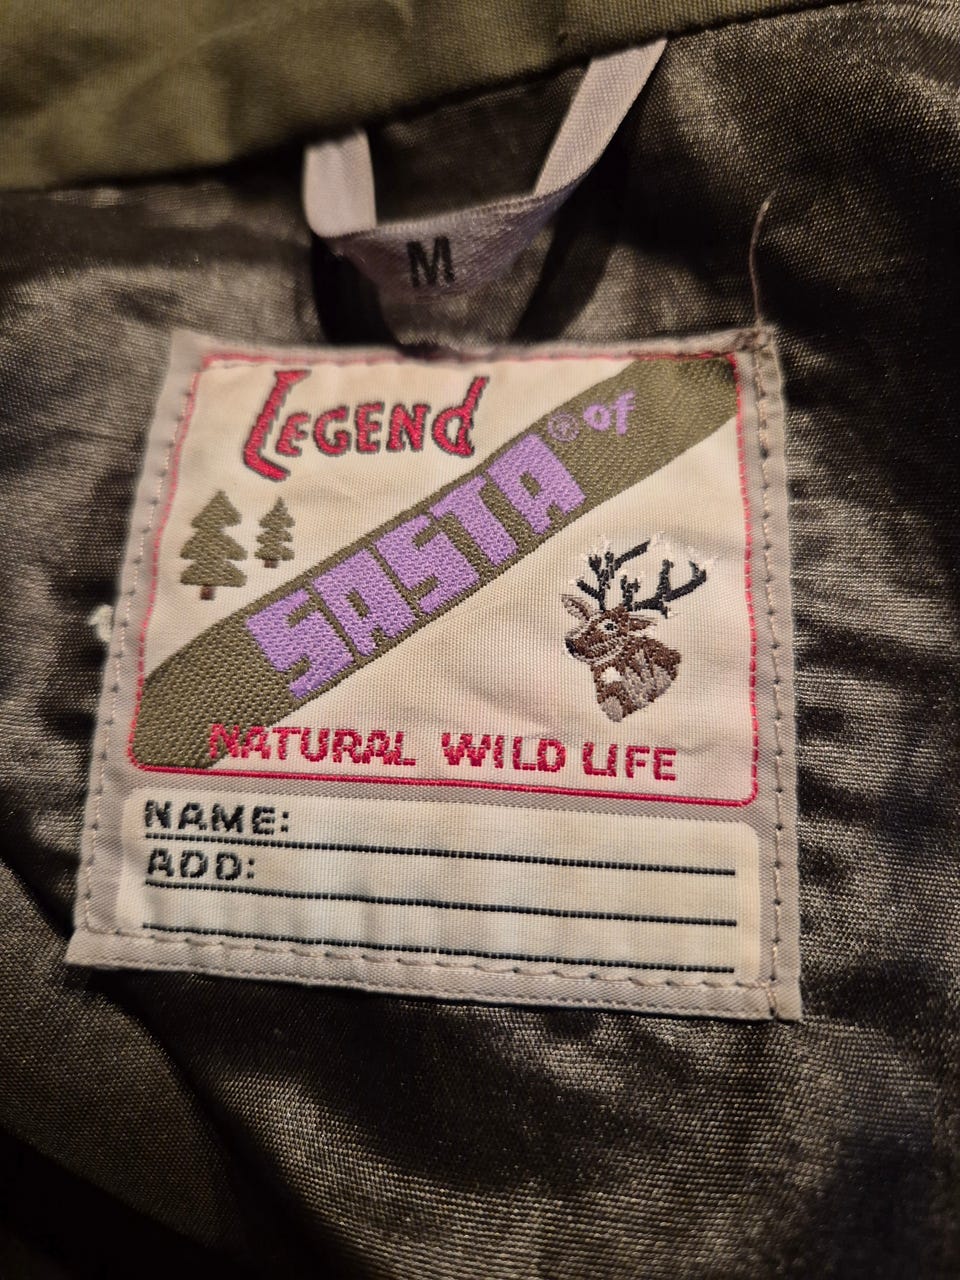 M
LEGEND
SASTA® of
NATURAL WILD LIFE
NAME:
ADD: